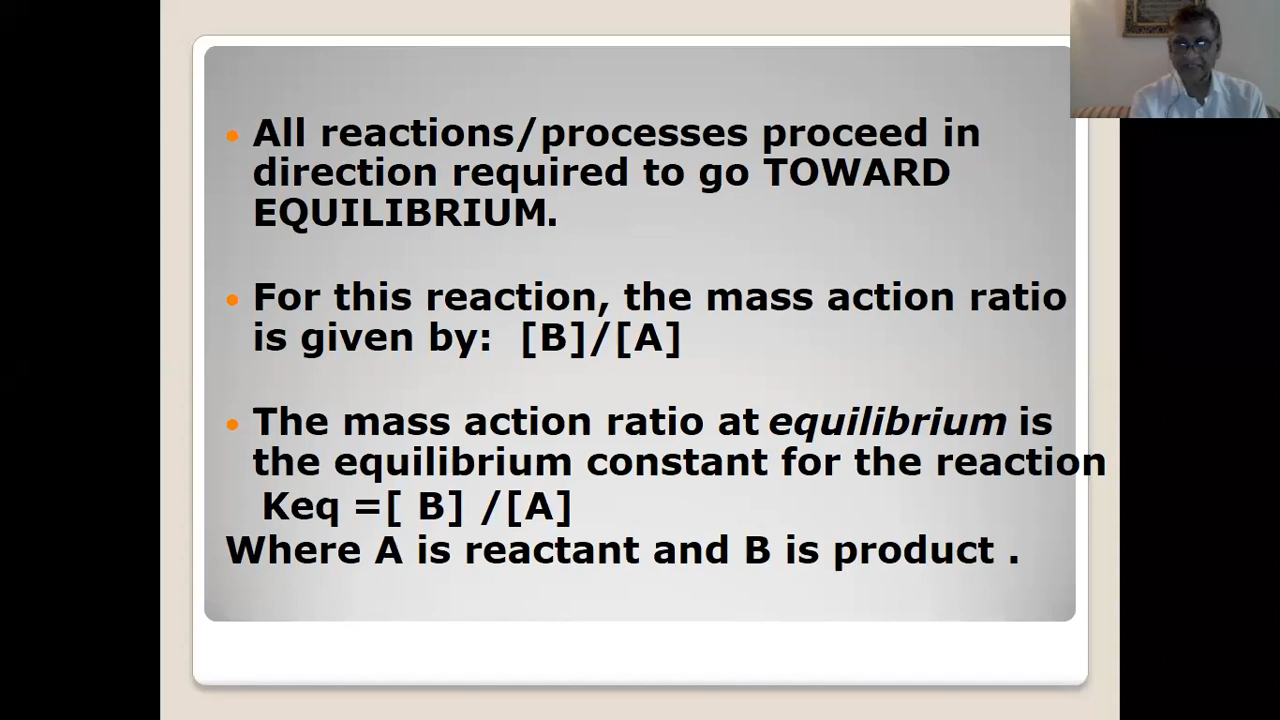 • All reactions/processes proceed in
direction required to go TOWARD
EQUILIBRIUM.
• For this reaction, the mass action ratio
is given by:  [B]/[A]
• The mass action ratio at equilibrium is
the equilibrium constant for the reaction
Keq =[ B] /[A]
Where A is reactant and B is product .